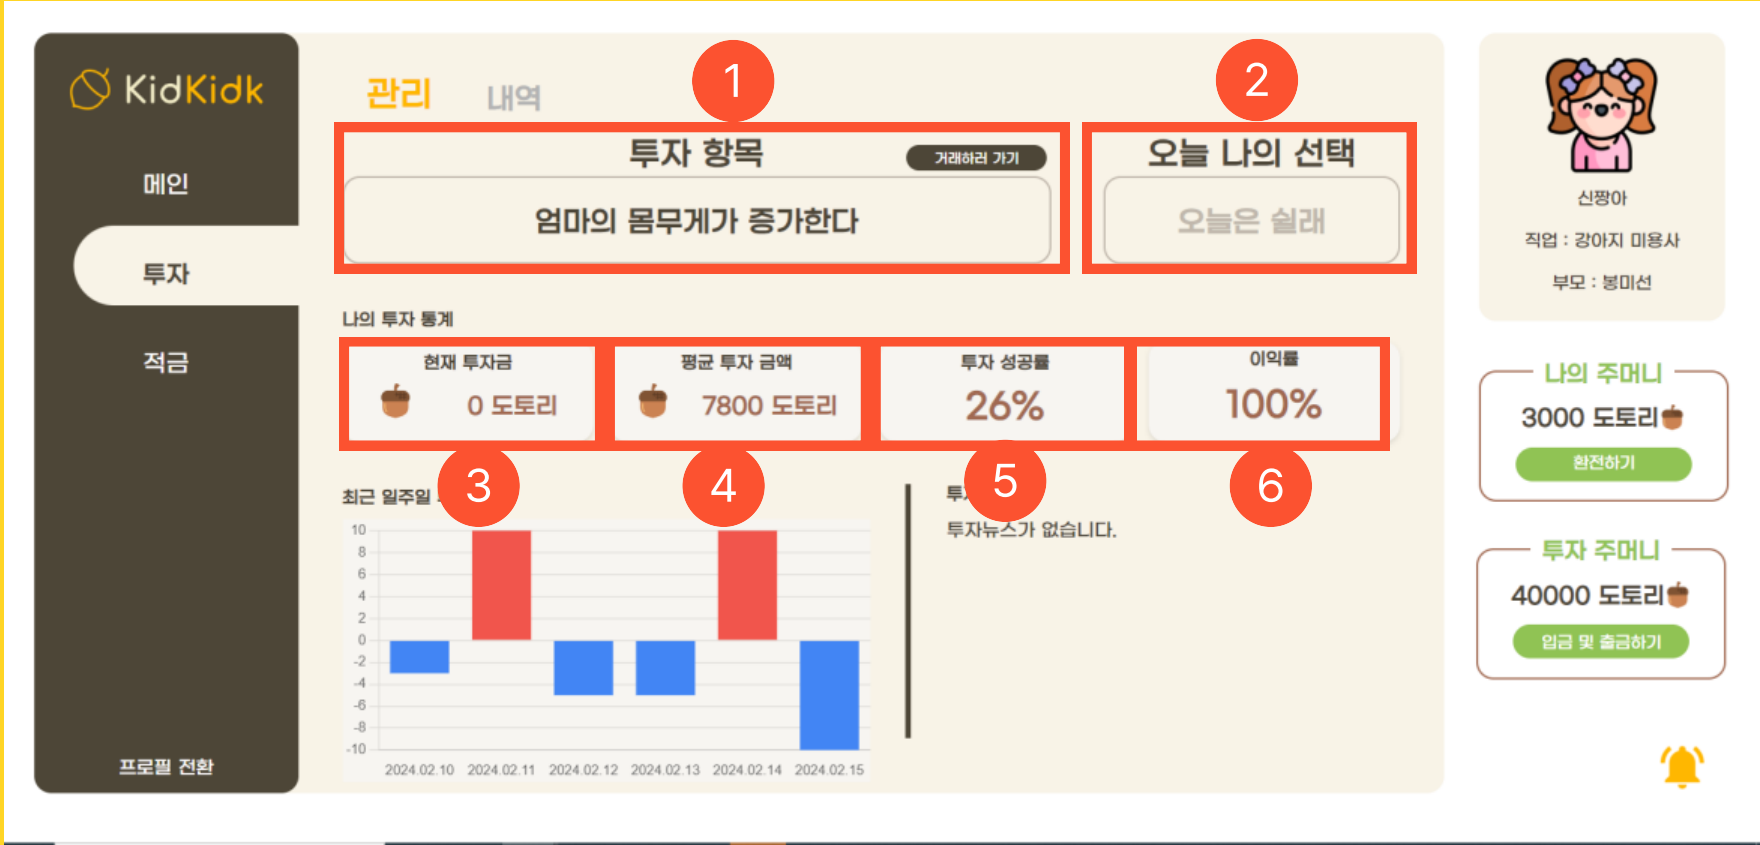 KidKidk
메인
투자
적금
프로필 전환
관리
내역
1
2
투자 항목
거래하러 가기
엄마의 몸무게가 증가한다
오늘 나의 선택
오늘은 쉴래
나의 투자 통계
현재 투자금
0 도토리
평균 투자 금액
7800 도토리
투자 성공률
26%
이익률
100%
3
4
5
6
최근 일주일
10
8
6
4
2
0
-2
-4
-6
-8
-10
2024.02.10 2024.02.11 2024.02.12 2024.02.13 2024.02.14 2024.02.15
투자뉴스가 없습니다.
신짱아
직업 : 강아지 미용사
부모 : 봉미선
나의 주머니
3000 도토리
환전하기
투자 주머니
40000 도토리
입금 및 출금하기